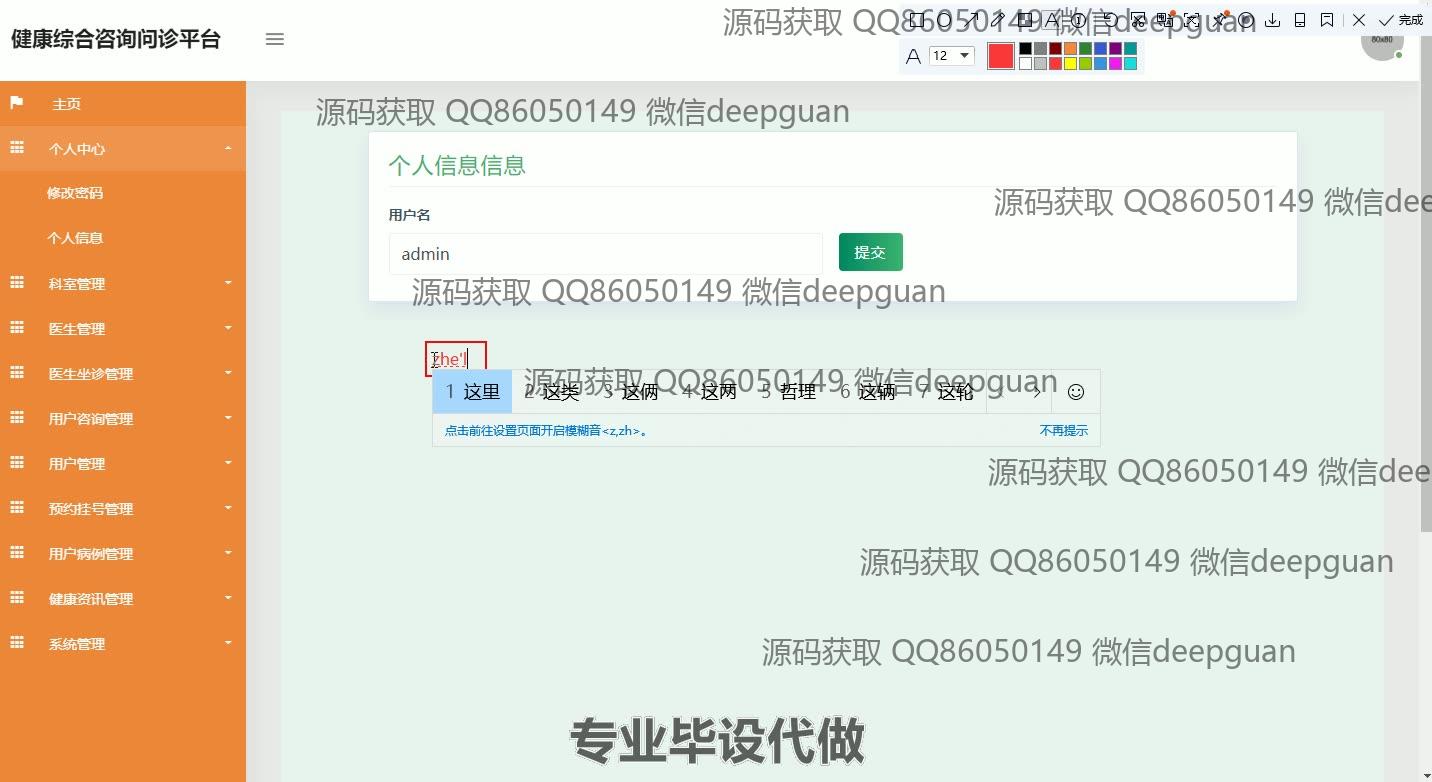 健康综合咨询问诊平台
源码获取 QQ86050149 微信deepguan
完成
A 12
80x80
主页
个人中心
修改密码
个人信息
科室管理
医生管理
医生坐诊管理
用户咨询管理
用户管理
预约挂号管理
用户病例管理
健康资讯管理
系统管理
源码获取 QQ86050149 微信deepguan
个人信息信息
源码获取 QQ86050149 微信dee
用户名
admin
提交
源码获取 QQ86050149 微信deepguan
zhe'l
源码获取 QQ86050149 微信deepguan
1 这里 2 这类 3 这俩 4 这两 5 哲理 6 这辆 7 这轮
点击前往设置页面开启模糊音<z,zh>。 不再提示
源码获取 QQ86050149 微信dee
源码获取 QQ86050149 微信deepguan
源码获取 QQ86050149 微信deepguan
专业毕设代做